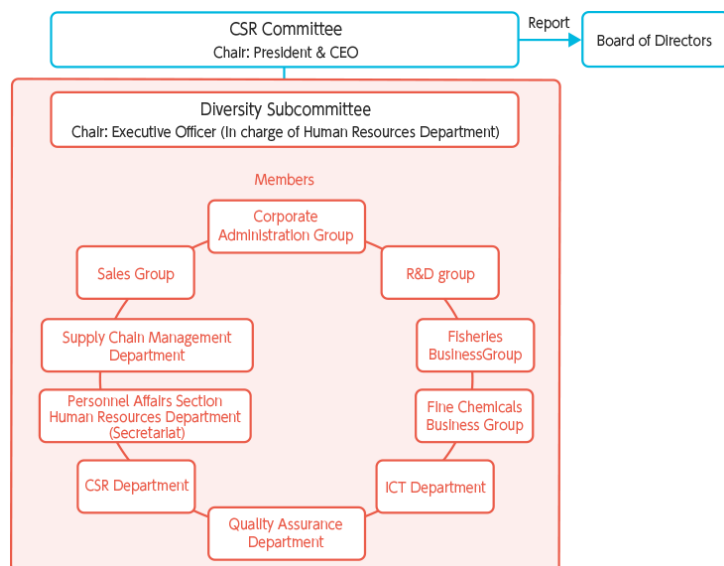 CSR Committee
Chair: President & CEO
Report
Board of Directors
Diversity Subcommittee
Chair: Executive Officer (In charge of Human Resources Department)
Members
Corporate
Administration Group
Sales Group
R&D group
Supply Chain Management
Department
Fisheries
BusinessGroup
Personnel Affairs Section
Human Resources Department
(Secretariat)
Fine Chemicals
Business Group
CSR Department
ICT Department
Quality Assurance
Department